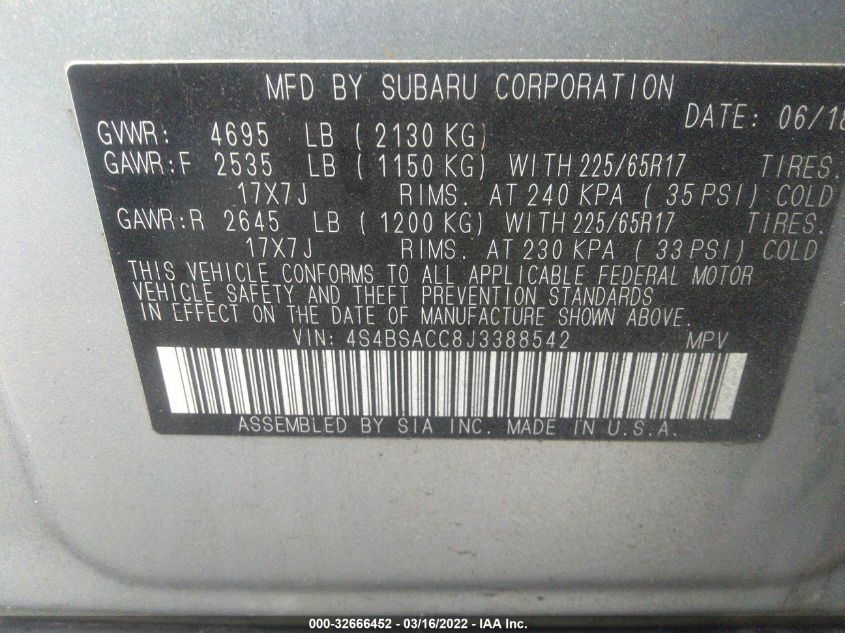 MFD BY SUBARU CORPORATION
DATE: 06/18
GVWR: 4695 LB ( 2130 KG)
GAWR:F 2535 LB ( 1150 KG) WITH 225/65R17 TIRES.
17X7J RIMS. AT 240 KPA ( 35 PSI) COLD
GAWR:R 2645 LB ( 1200 KG) WITH 225/65R17 TIRES.
17X7J RIMS. AT 230 KPA ( 33 PSI) COLD
THIS VEHICLE CONFORMS TO ALL APPLICABLE FEDERAL MOTOR
VEHICLE SAFETY AND THEFT PREVENTION STANDARDS
IN EFFECT ON THE DATE OF MANUFACTURE SHOWN ABOVE.
VIN: 4S4BSACC8J3388542 MPV
ASSEMBLED BY SIA INC. MADE IN U.S.A.
000-32666452 - 03/16/2022 - IAA Inc.